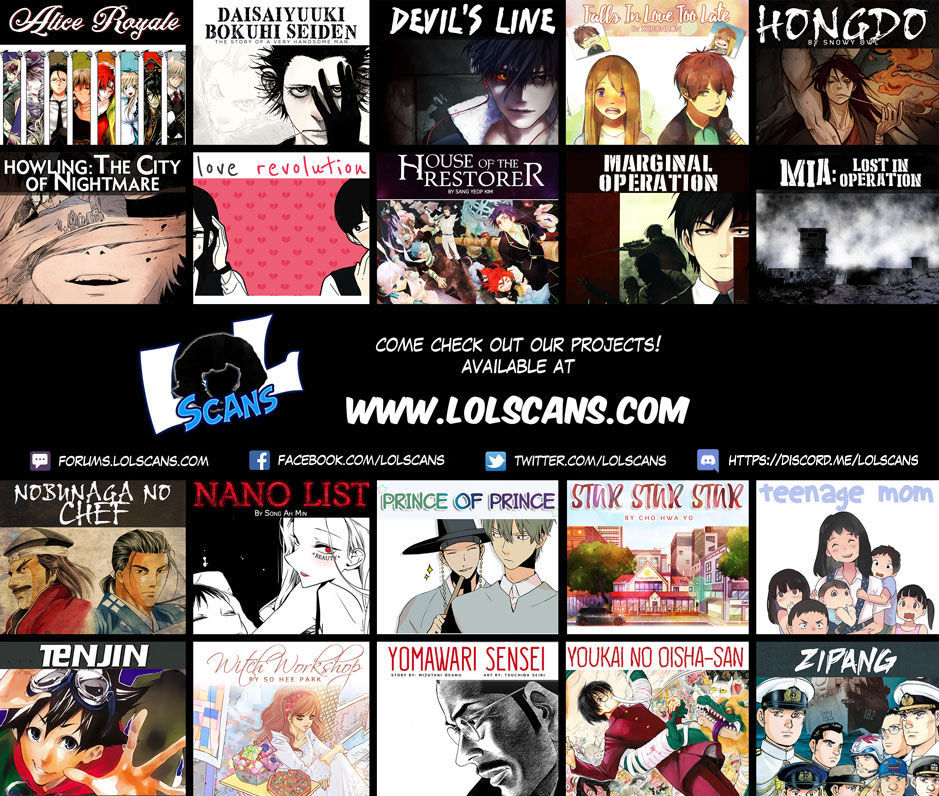 Alice Royale
DAISAIYUUKI
BOKUHI SEIDEN
THE STORY OF A VERY HANDSOME MAN
DEVIL'S LINE
Falls In Love Too Late
HONGDO
BY SNOWY OWL
HOWLING: THE CITY
OF NIGHTMARE
love revolution
HOUSE OF THE
RESTORER
BY SANG YEOP KIM
MARGINAL
OPERATION
MIA: LOST IN
OPERATION
LOL
SCANS
COME CHECK OUT OUR PROJECTS!
AVAILABLE AT
WWW.LOLSCANS.COM
FORUMS.LOLSCANS.COM
FACEBOOK.COM/LOLSCANS
TWITTER.COM/LOLSCANS
HTTPS://DISCORD.ME/LOLSCANS
NOBUNAGA NO
CHEF
NANO LIST
BY SONG AH MIN
"BEAUTY"
PRINCE OF PRINCE
STAR STAR STAR
BY CHO HWA YO
teenage mom
TENJIN
Witch Workshop
BY SO HEE PARK
YOMAWARI SENSEI
STORY BY: MIZUTANI OSAMU ART BY: TSUCHIDA SEIKI
YOUKAI NO OISHA-SAN
ZIPANG
182